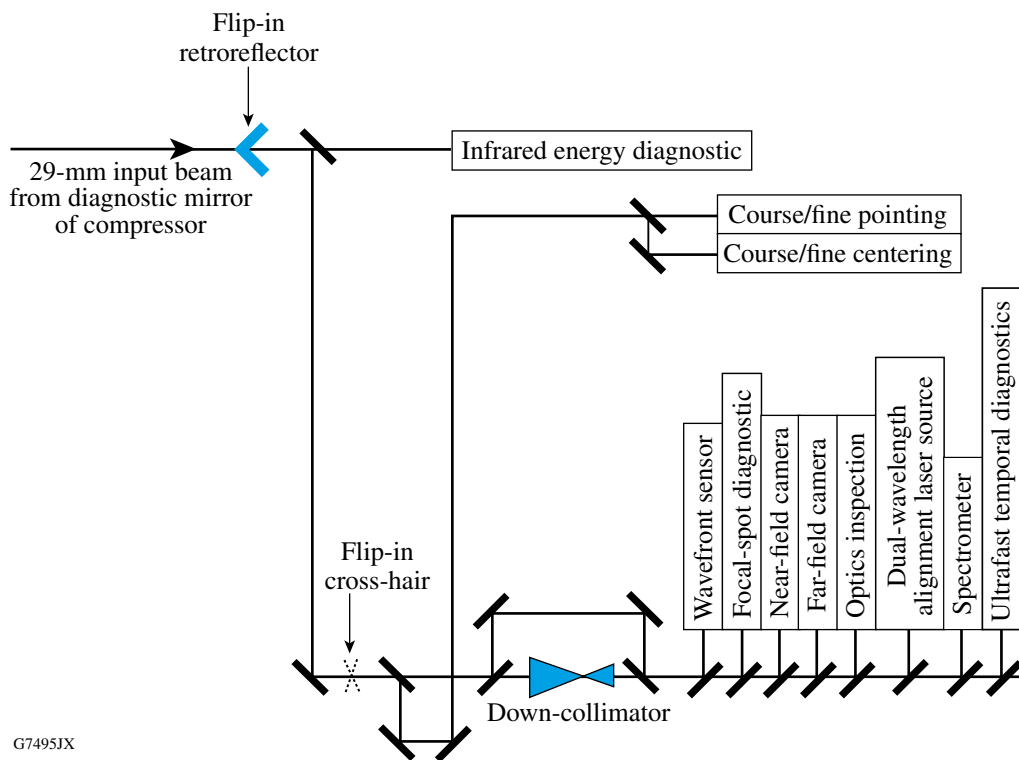 Flip-in
retroreflector
Infrared energy diagnostic
29-mm input beam
from diagnostic mirror
of compressor
Course/fine pointing
Course/fine centering
Wavefront sensor
Focal-spot diagnostic
Near-field camera
Far-field camera
Optics inspection
Dual-wavelength
alignment laser source
Spectrometer
Ultrafast temporal diagnostics
Flip-in
cross-hair
Down-collimator
G7495JX